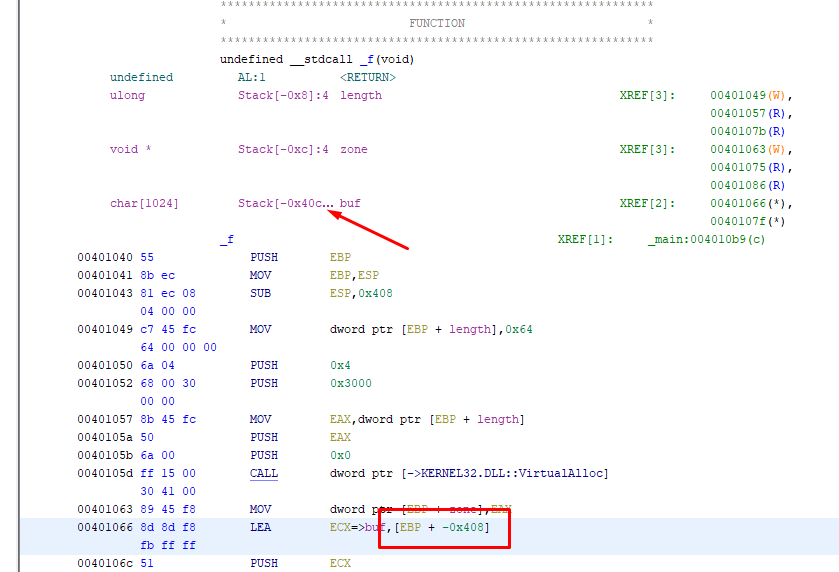 *************************************************************
* FUNCTION *
*************************************************************
undefined __stdcall _f(void)
undefined AL:1 <RETURN>
ulong Stack[-0x8]:4 length XREF[3]: 00401049(W),
00401057(R),
0040107b(R)
void * Stack[-0xc]:4 zone XREF[3]: 00401063(W),
00401075(R),
00401086(R)
char[1024] Stack[-0x40c... buf XREF[2]: 00401066(*),
0040107f(*)
_f XREF[1]: _main:004010b9(c)
00401040 55 PUSH EBP
00401041 8b ec MOV EBP,ESP
00401043 81 ec 08 SUB ESP,0x408
04 00 00
00401049 c7 45 fc MOV dword ptr [EBP + length],0x64
64 00 00 00
00401050 6a 04 PUSH 0x4
00401052 68 00 30 PUSH 0x3000
00 00
00401057 8b 45 fc MOV EAX,dword ptr [EBP + length]
0040105a 50 PUSH EAX
0040105b 6a 00 PUSH 0x0
0040105d ff 15 00 CALL dword ptr [->KERNEL32.DLL::VirtualAlloc]
30 41 00
00401063 89 45 f8 MOV dword ptr [EBP + zone],EAX
00401066 8d 8d f8 LEA ECX=>buf,[EBP + -0x408]
fb ff ff
0040106c 51 PUSH ECX